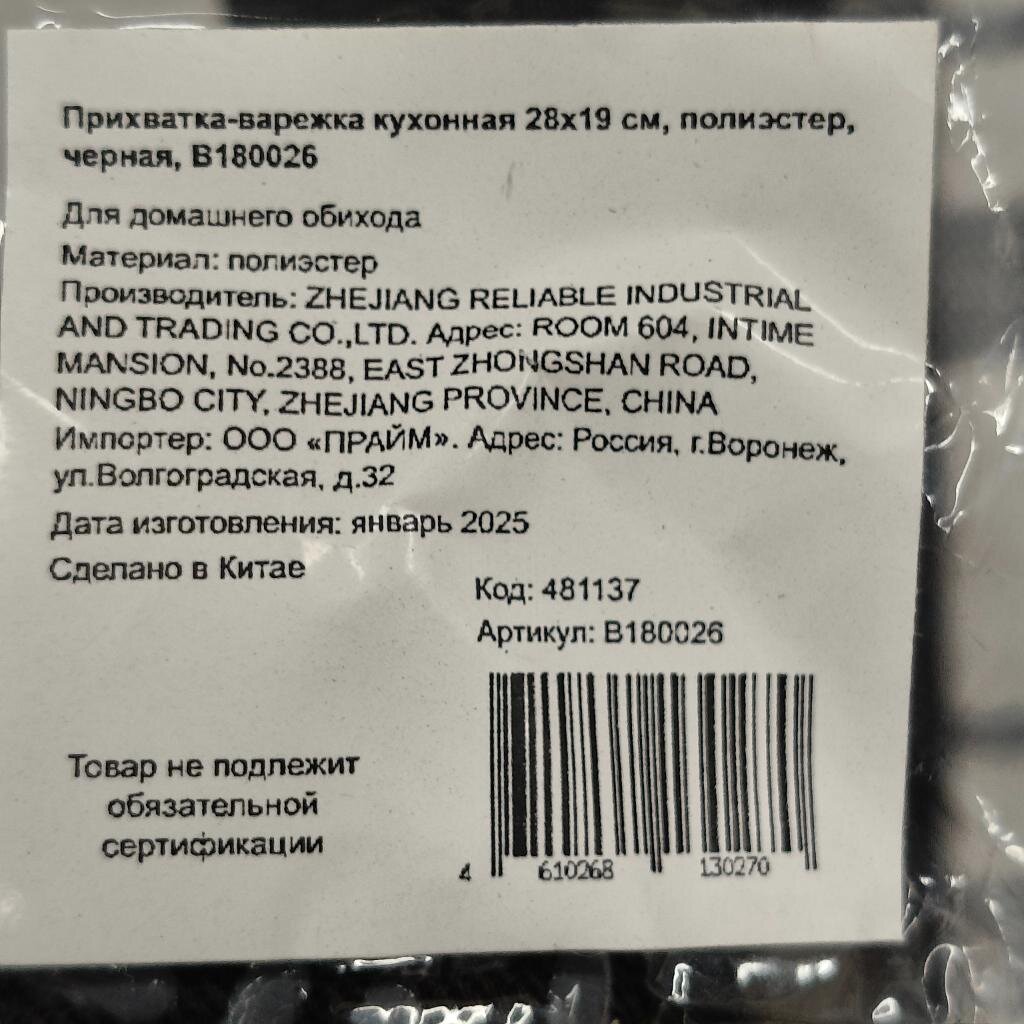 Прихватка-варежка кухонная 28х19 см, полиэстер,
черная, В180026
Для домашнего обихода
Материал: полиэстер
Производитель: ZHEJIANG RELIABLE INDUSTRIAL
AND TRADING CO.,LTD. Адрес: ROOM 604, INTIME
MANSION, No.2388, EAST ZHONGSHAN ROAD,
NINGBO CITY, ZHEJIANG PROVINCE, CHINA
Импортер: ООО «ПРАЙМ». Адрес: Россия, г.Воронеж,
ул.Волгоградская, д.32
Дата изготовления: январь 2025
Сделано в Китае
Код: 481137
Артикул: В180026
Товар не подлежит
обязательной
сертификации
4 610268 130270